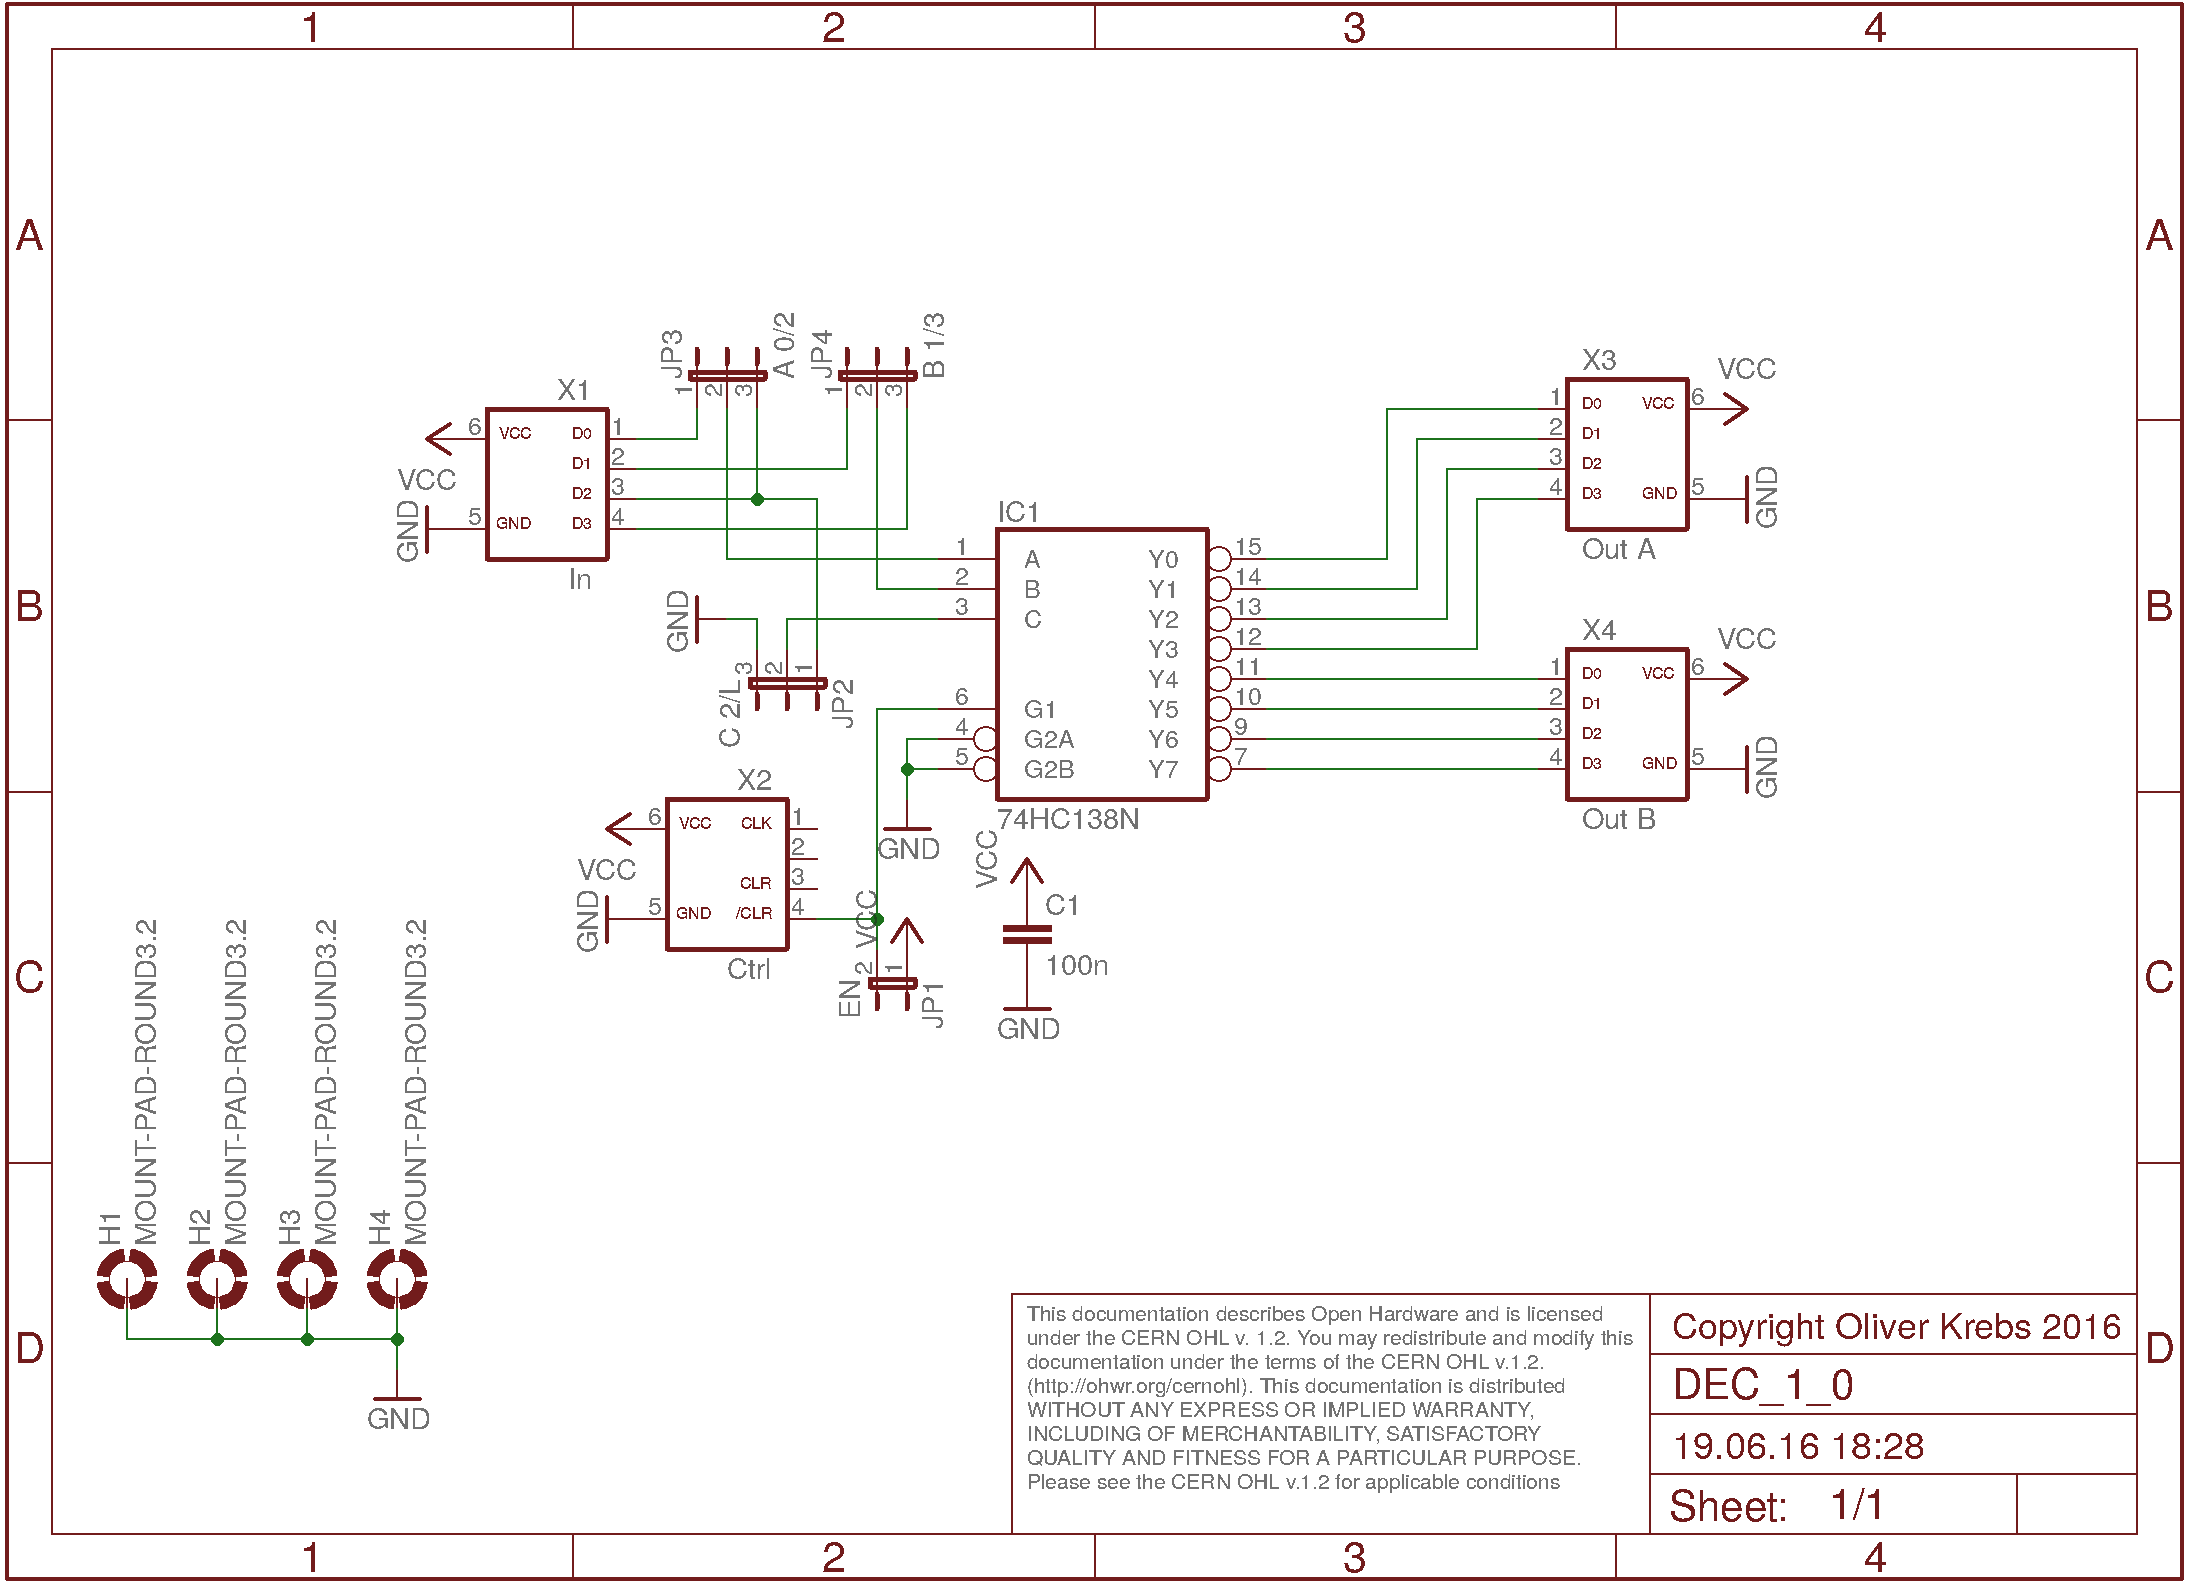 1 2 3 4
A A
B B
C C
D D
JP3
A 0/2
1 2 3
JP4
B 1/3
1 2 3
X1
VCC
GND
6 VCC D0 1
D1 2
D2 3
5 GND D3 4
In
IC1
1 A Y0 15
2 B Y1 14
3 C Y2 13
Y3 12
Y4 11
6 G1 Y5 10
4 G2A Y6 9
5 G2B Y7 7
74HC138N
GND
GND
C 2/L
3 2 1
JP2
X2
VCC
GND
6 VCC CLK 1
2
CLR 3
5 GND /CLR 4
Ctrl
VCC
EN
2 1
JP1
VCC
C1
100n
GND
X3
VCC
1 D0 VCC 6
2 D1
3 D2
4 D3 GND 5
GND
Out A
X4
VCC
1 D0 VCC 6
2 D1
3 D2
4 D3 GND 5
GND
Out B
H1
MOUNT-PAD-ROUND3.2
H2
MOUNT-PAD-ROUND3.2
H3
MOUNT-PAD-ROUND3.2
H4
MOUNT-PAD-ROUND3.2
GND
This documentation describes Open Hardware and is licensed
under the CERN OHL v. 1.2. You may redistribute and modify this
documentation under the terms of the CERN OHL v.1.2.
(http://ohwr.org/cernohl). This documentation is distributed
WITHOUT ANY EXPRESS OR IMPLIED WARRANTY,
INCLUDING OF MERCHANTABILITY, SATISFACTORY
QUALITY AND FITNESS FOR A PARTICULAR PURPOSE.
Please see the CERN OHL v.1.2 for applicable conditions
Copyright Oliver Krebs 2016
DEC_1_0
19.06.16 18:28
Sheet: 1/1
1 2 3 4